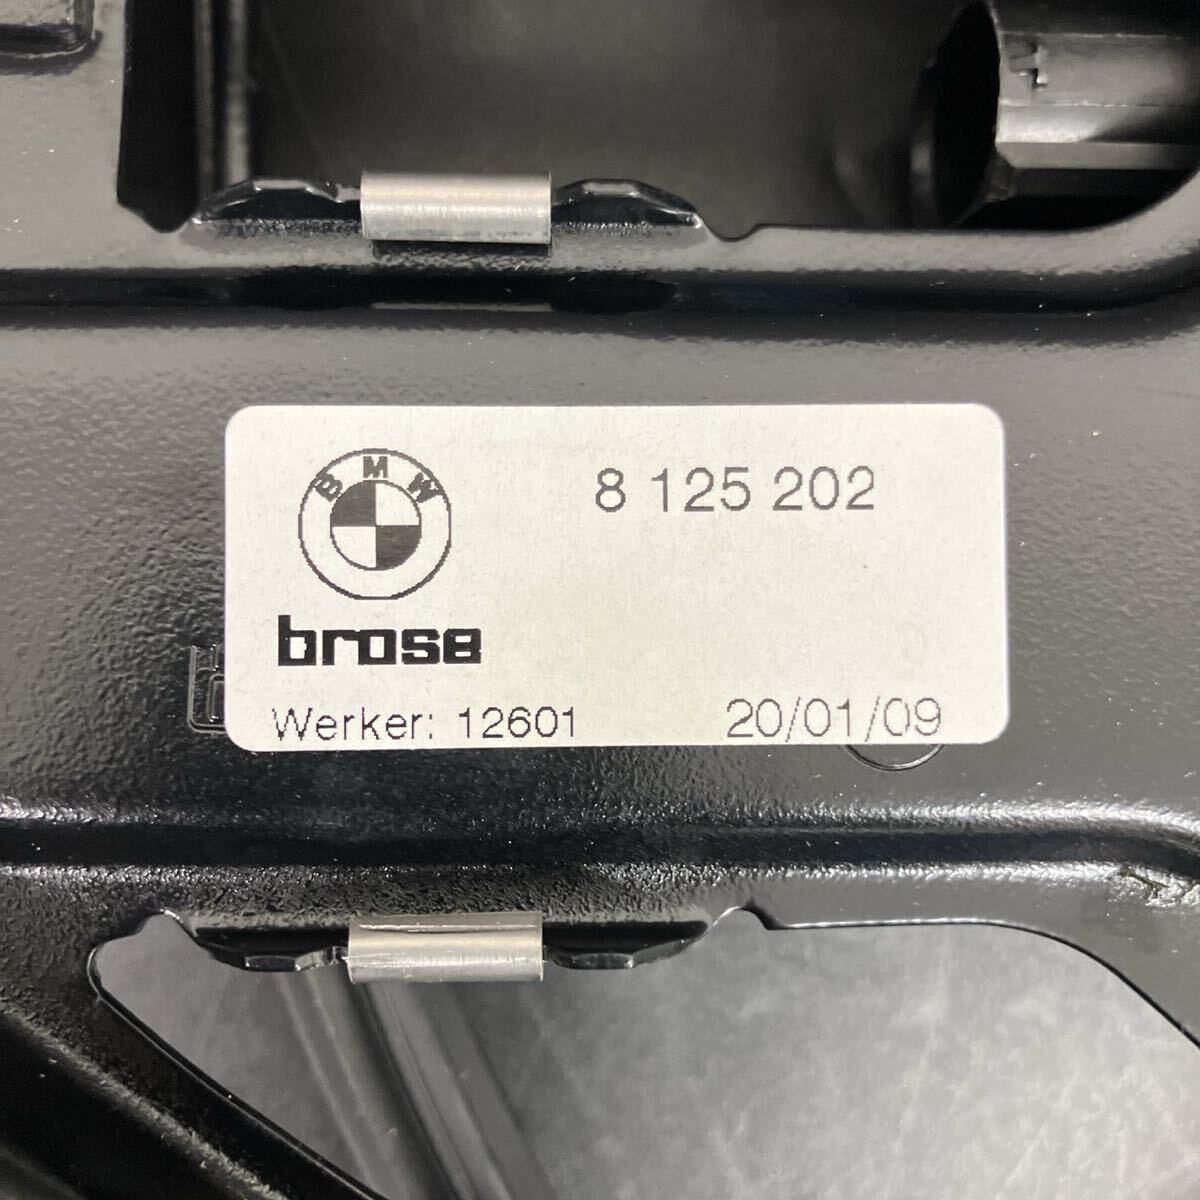 BMW
8 125 202
brose
Werker: 12601
20/01/09